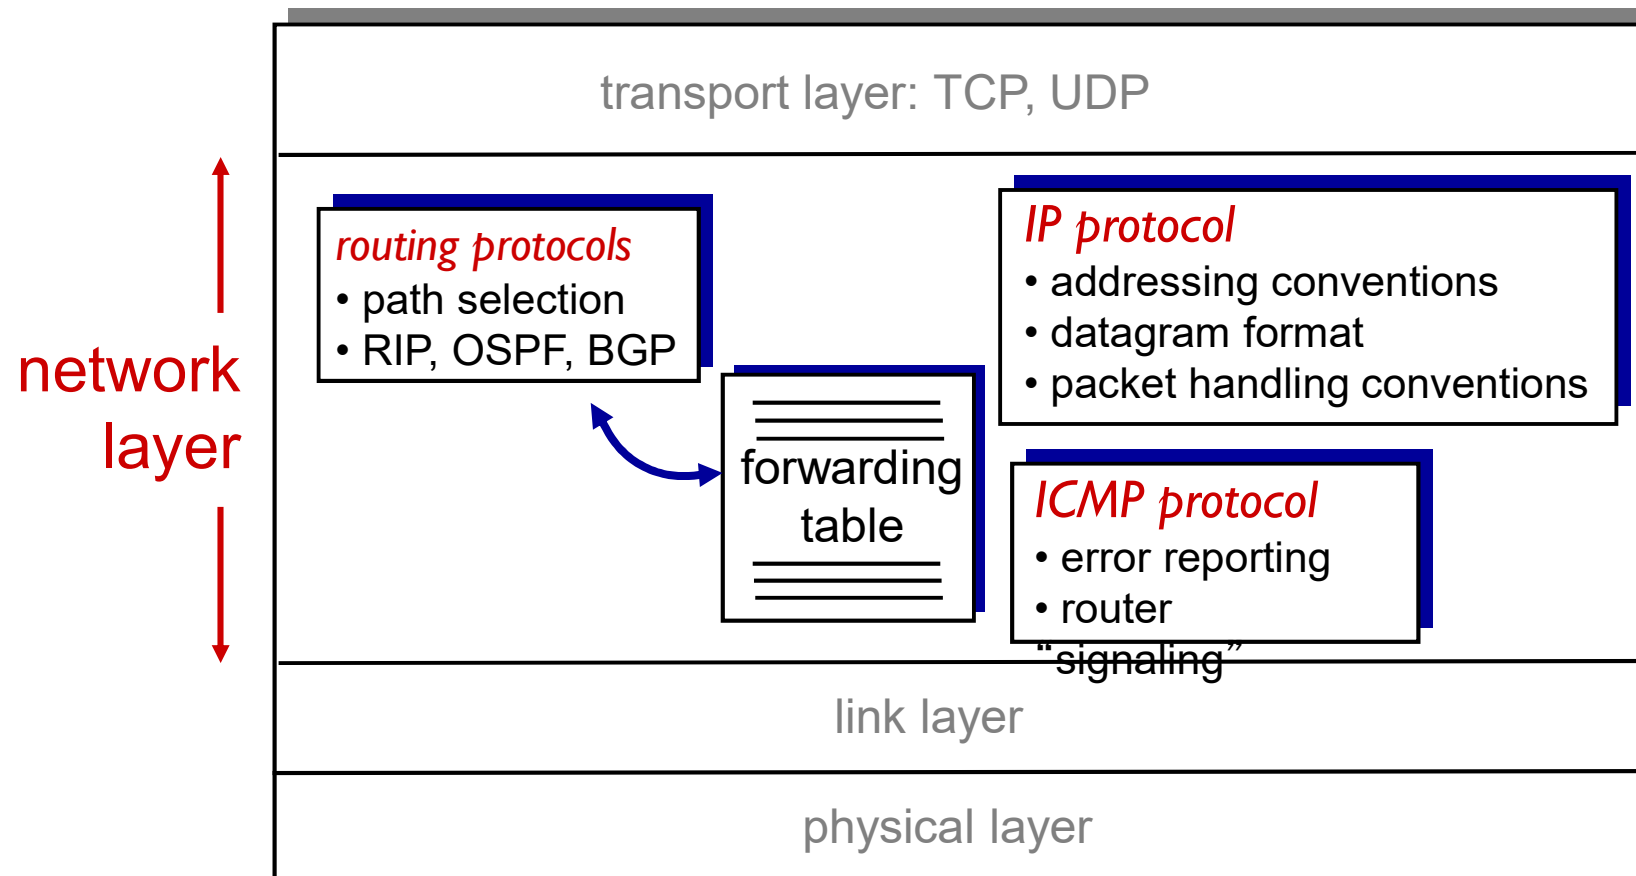 transport layer: TCP, UDP
network
layer
routing protocols
• path selection
• RIP, OSPF, BGP
forwarding
table
IP protocol
• addressing conventions
• datagram format
• packet handling conventions
ICMP protocol
• error reporting
• router
“signaling”
link layer
physical layer